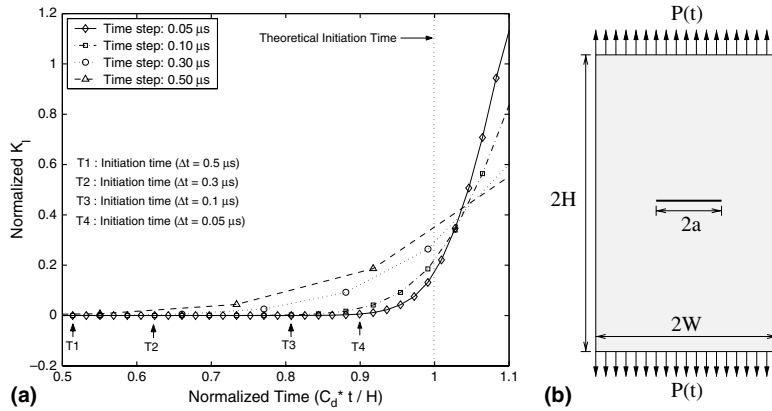 Time step: 0.05 μs
Time step: 0.10 μs
Time step: 0.30 μs
Time step: 0.50 μs
Theoretical Initiation Time
T1 : Initiation time (Δt = 0.5 μs)
T2 : Initiation time (Δt = 0.3 μs)
T3 : Initiation time (Δt = 0.1 μs)
T4 : Initiation time (Δt = 0.05 μs)
Normalized K_I
1.2
1
0.8
0.6
0.4
0.2
0
−0.2
T1
T2
T3
T4
0.5
0.6
0.7
0.8
0.9
1
1.1
Normalized Time (C_d* t / H)
(a)
P(t)
2H
2a
2W
P(t)
(b)